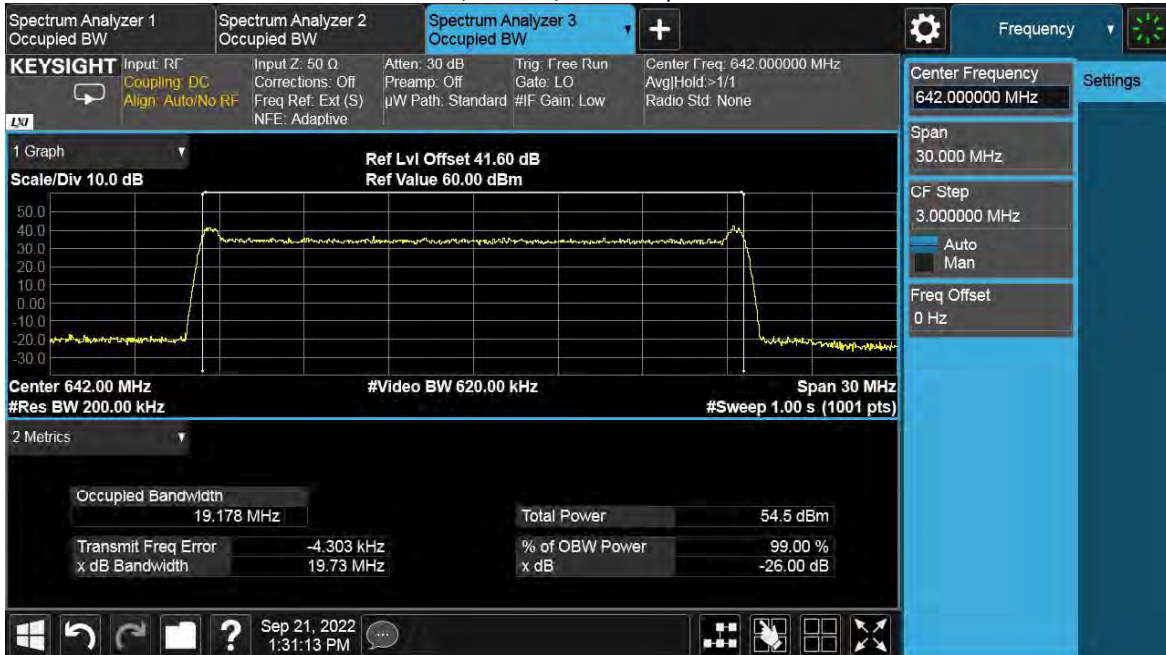 Spectrum Analyzer 1
Occupied BW
Spectrum Analyzer 2
Occupied BW
Spectrum Analyzer 3
Occupied BW
+
Frequency
KEYSIGHT
LXI
Input: RF
Coupling: DC
Align: Auto/No RF
Input Z: 50 Ω
Corrections: Off
Freq Ref: Ext (S)
NFE: Adaptive
Atten: 30 dB
Preamp: Off
µW Path: Standard
Trig: Free Run
Gate: LO
#IF Gain: Low
Center Freq: 642.000000 MHz
Avg|Hold:>1/1
Radio Std: None
Center Frequency
642.000000 MHz
Settings
Span
30.000 MHz
CF Step
3.000000 MHz
Auto
Man
Freq Offset
0 Hz
1 Graph
Scale/Div 10.0 dB
Ref Lvl Offset 41.60 dB
Ref Value 60.00 dBm
50.0
40.0
30.0
20.0
10.0
0.00
-10.0
-20.0
-30.0
Center 642.00 MHz
#Res BW 200.00 kHz
#Video BW 620.00 kHz
Span 30 MHz
#Sweep 1.00 s (1001 pts)
2 Metrics
Occupied Bandwidth
19.178 MHz
Total Power 54.5 dBm
Transmit Freq Error -4.303 kHz
% of OBW Power 99.00 %
x dB Bandwidth 19.73 MHz
x dB -26.00 dB
?
Sep 21, 2022
1:31:13 PM